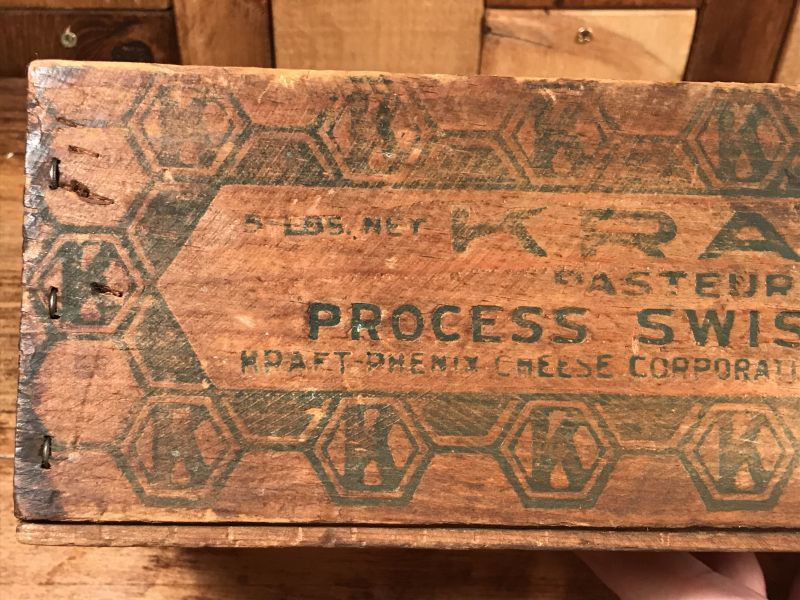 K K K K
5 LBS. NET KRA
PASTEUR
K PROCESS SWIS
KRAFT-PHENIX CHEESE CORPORATI
K K K K